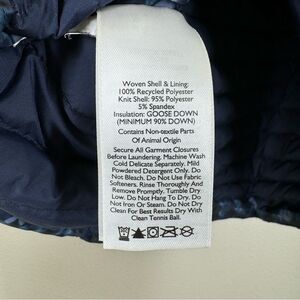 Woven Shell & Lining:
100% Recycled Polyester
Knit Shell: 95% Polyester
5% Spandex
Insulation: GOOSE DOWN
(MINIMUM 90% DOWN)
Contains Non-textile Parts
Of Animal Origin
Secure All Garment Closures
Before Laundering. Machine Wash
Cold Delicate Separately. Mild
Powdered Detergent Only. Do
Not Bleach. Do Not Use Fabric
Softeners. Rinse Thoroughly And
Remove Promptly. Tumble Dry
Low. Do Not Hang To Dry. Do
Not Iron Or Steam. Do Not Dry
Clean For Best Results Dry With
Clean Tennis Ball.